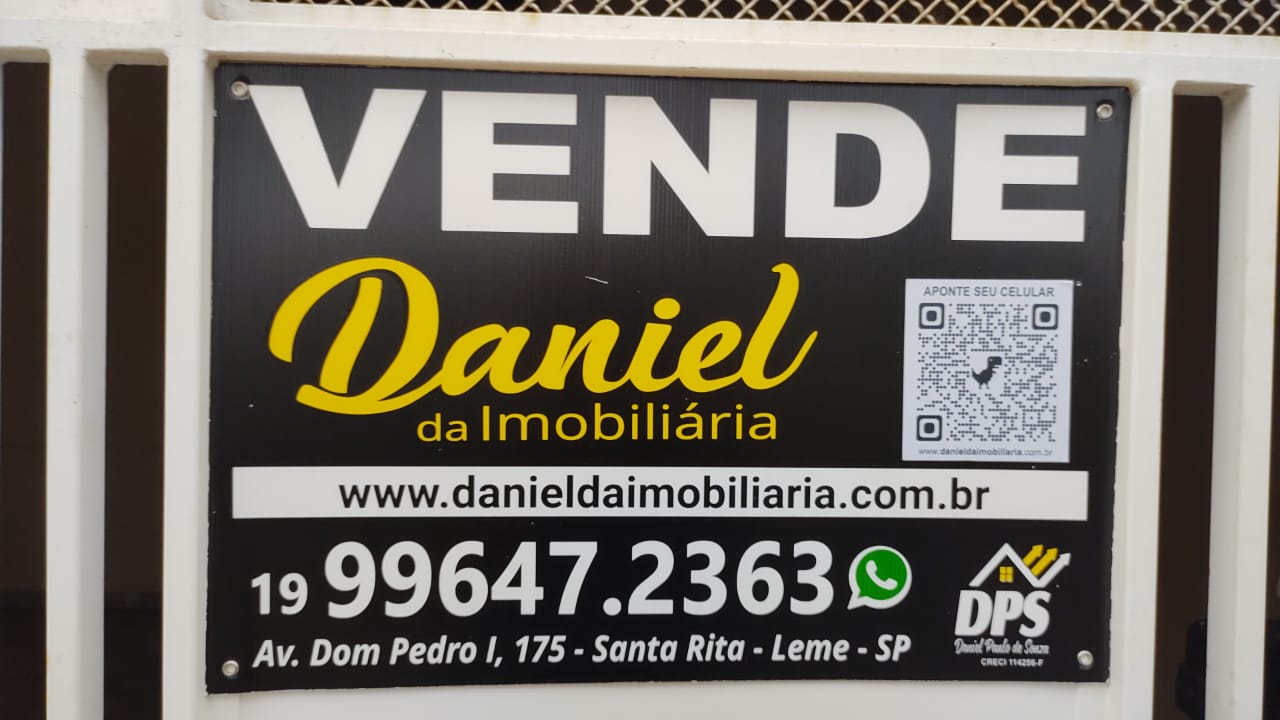 VENDE
Daniel
da Imobiliária
APONTE SEU CELULAR
www.danieldaimobiliaria.com.br
www.danieldaimobiliaria.com.br
19 99647.2363
Av. Dom Pedro I, 175 - Santa Rita - Leme - SP
DPS
Daniel Paulo de Souza
CRECI 114256-F